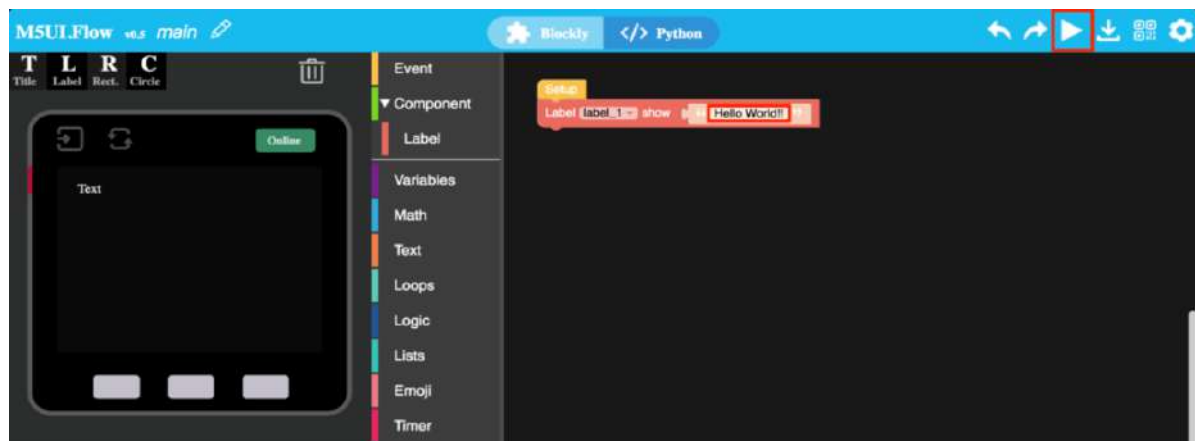 M5UI.Flow v0.5 main
Blockly </> Python
T L R C
Title Label Rect. Circle
Online
Text
Event
Component
Label
Variables
Math
Text
Loops
Logic
Lists
Emoji
Timer
Setup
Label label_1 show “ Hello World!! ”